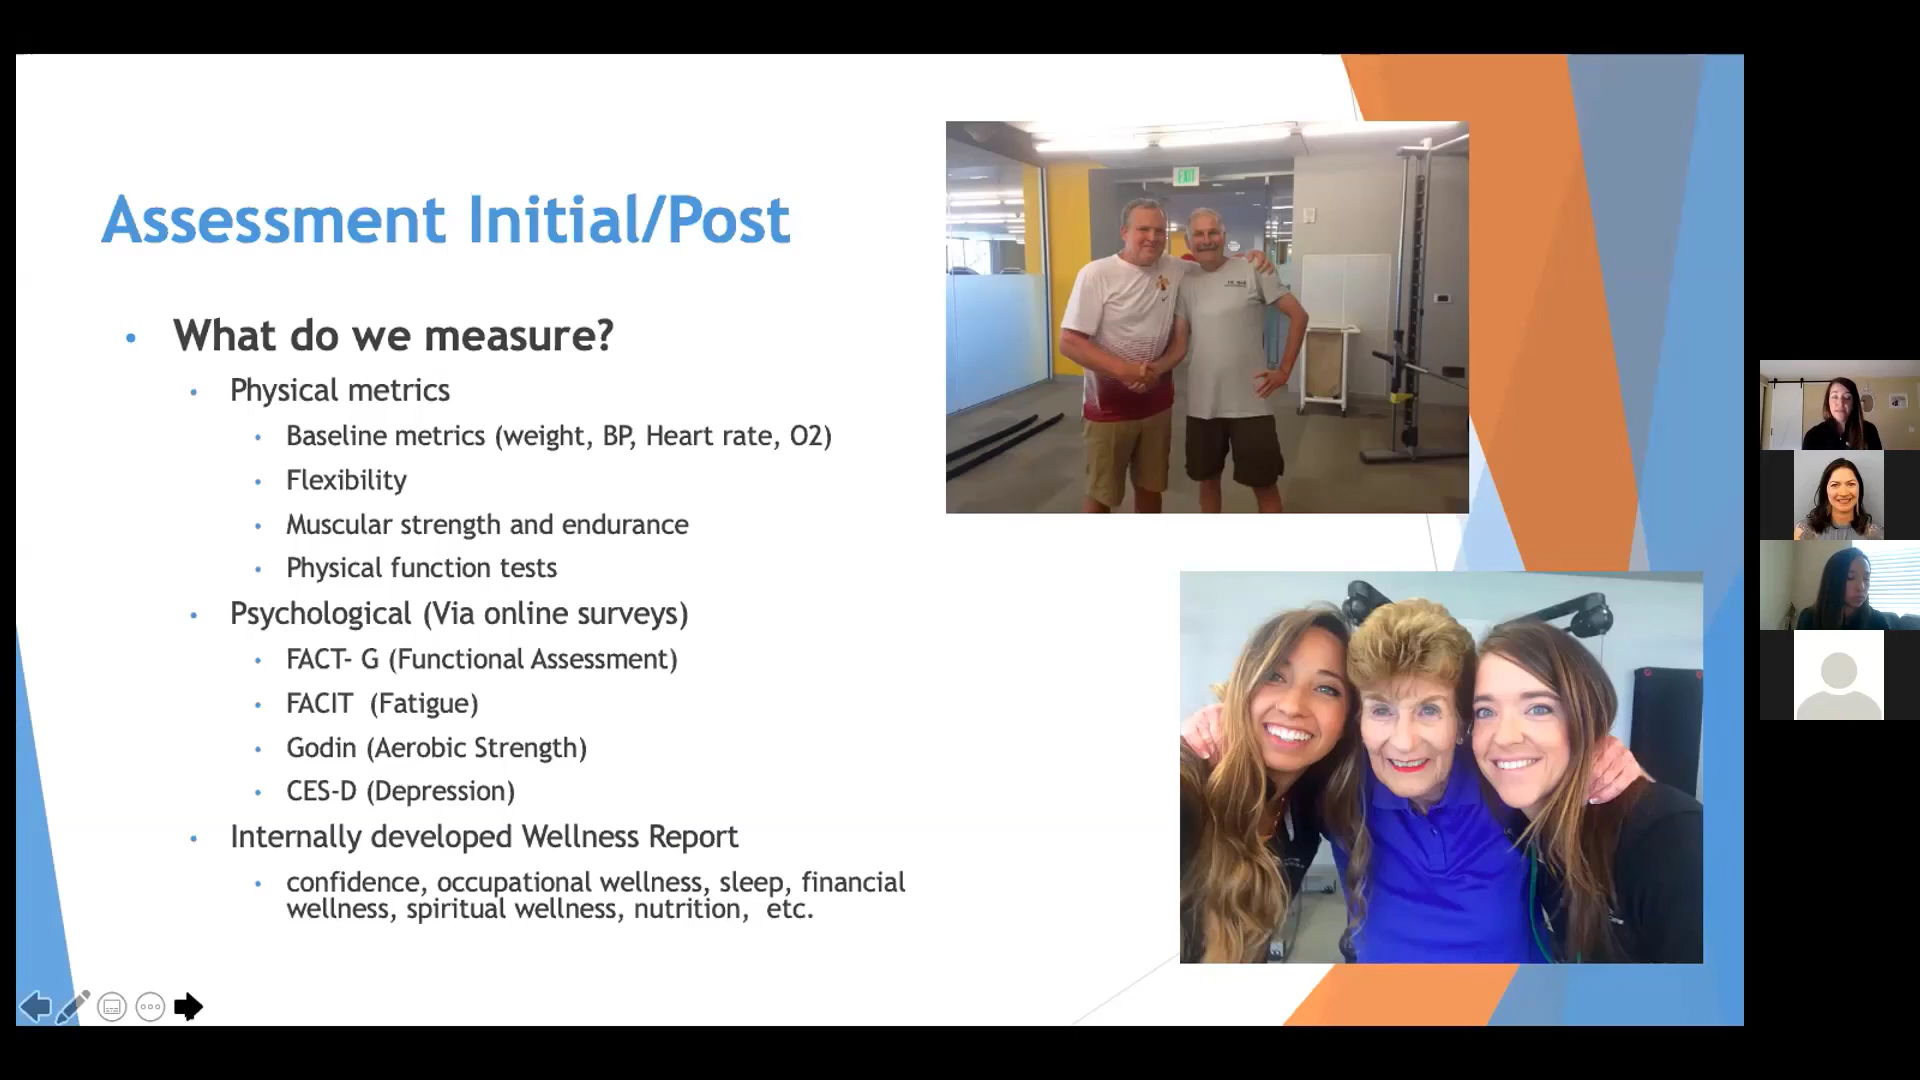 Assessment Initial/Post
What do we measure?
Physical metrics
Baseline metrics (weight, BP, Heart rate, O2)
Flexibility
Muscular strength and endurance
Physical function tests
Psychological (Via online surveys)
FACT- G (Functional Assessment)
FACIT  (Fatigue)
Godin (Aerobic Strength)
CES-D (Depression)
Internally developed Wellness Report
confidence, occupational wellness, sleep, financial
wellness, spiritual wellness, nutrition,  etc.
EXIT